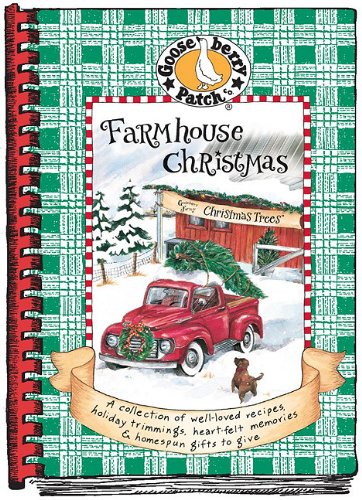 Goose berry
Patch Co.
®
FARMHOUSE
CHRISTMAS
Christmas Trees
A collection of well-loved recipes,
holiday trimmings, heart-felt memories
& homespun gifts to give